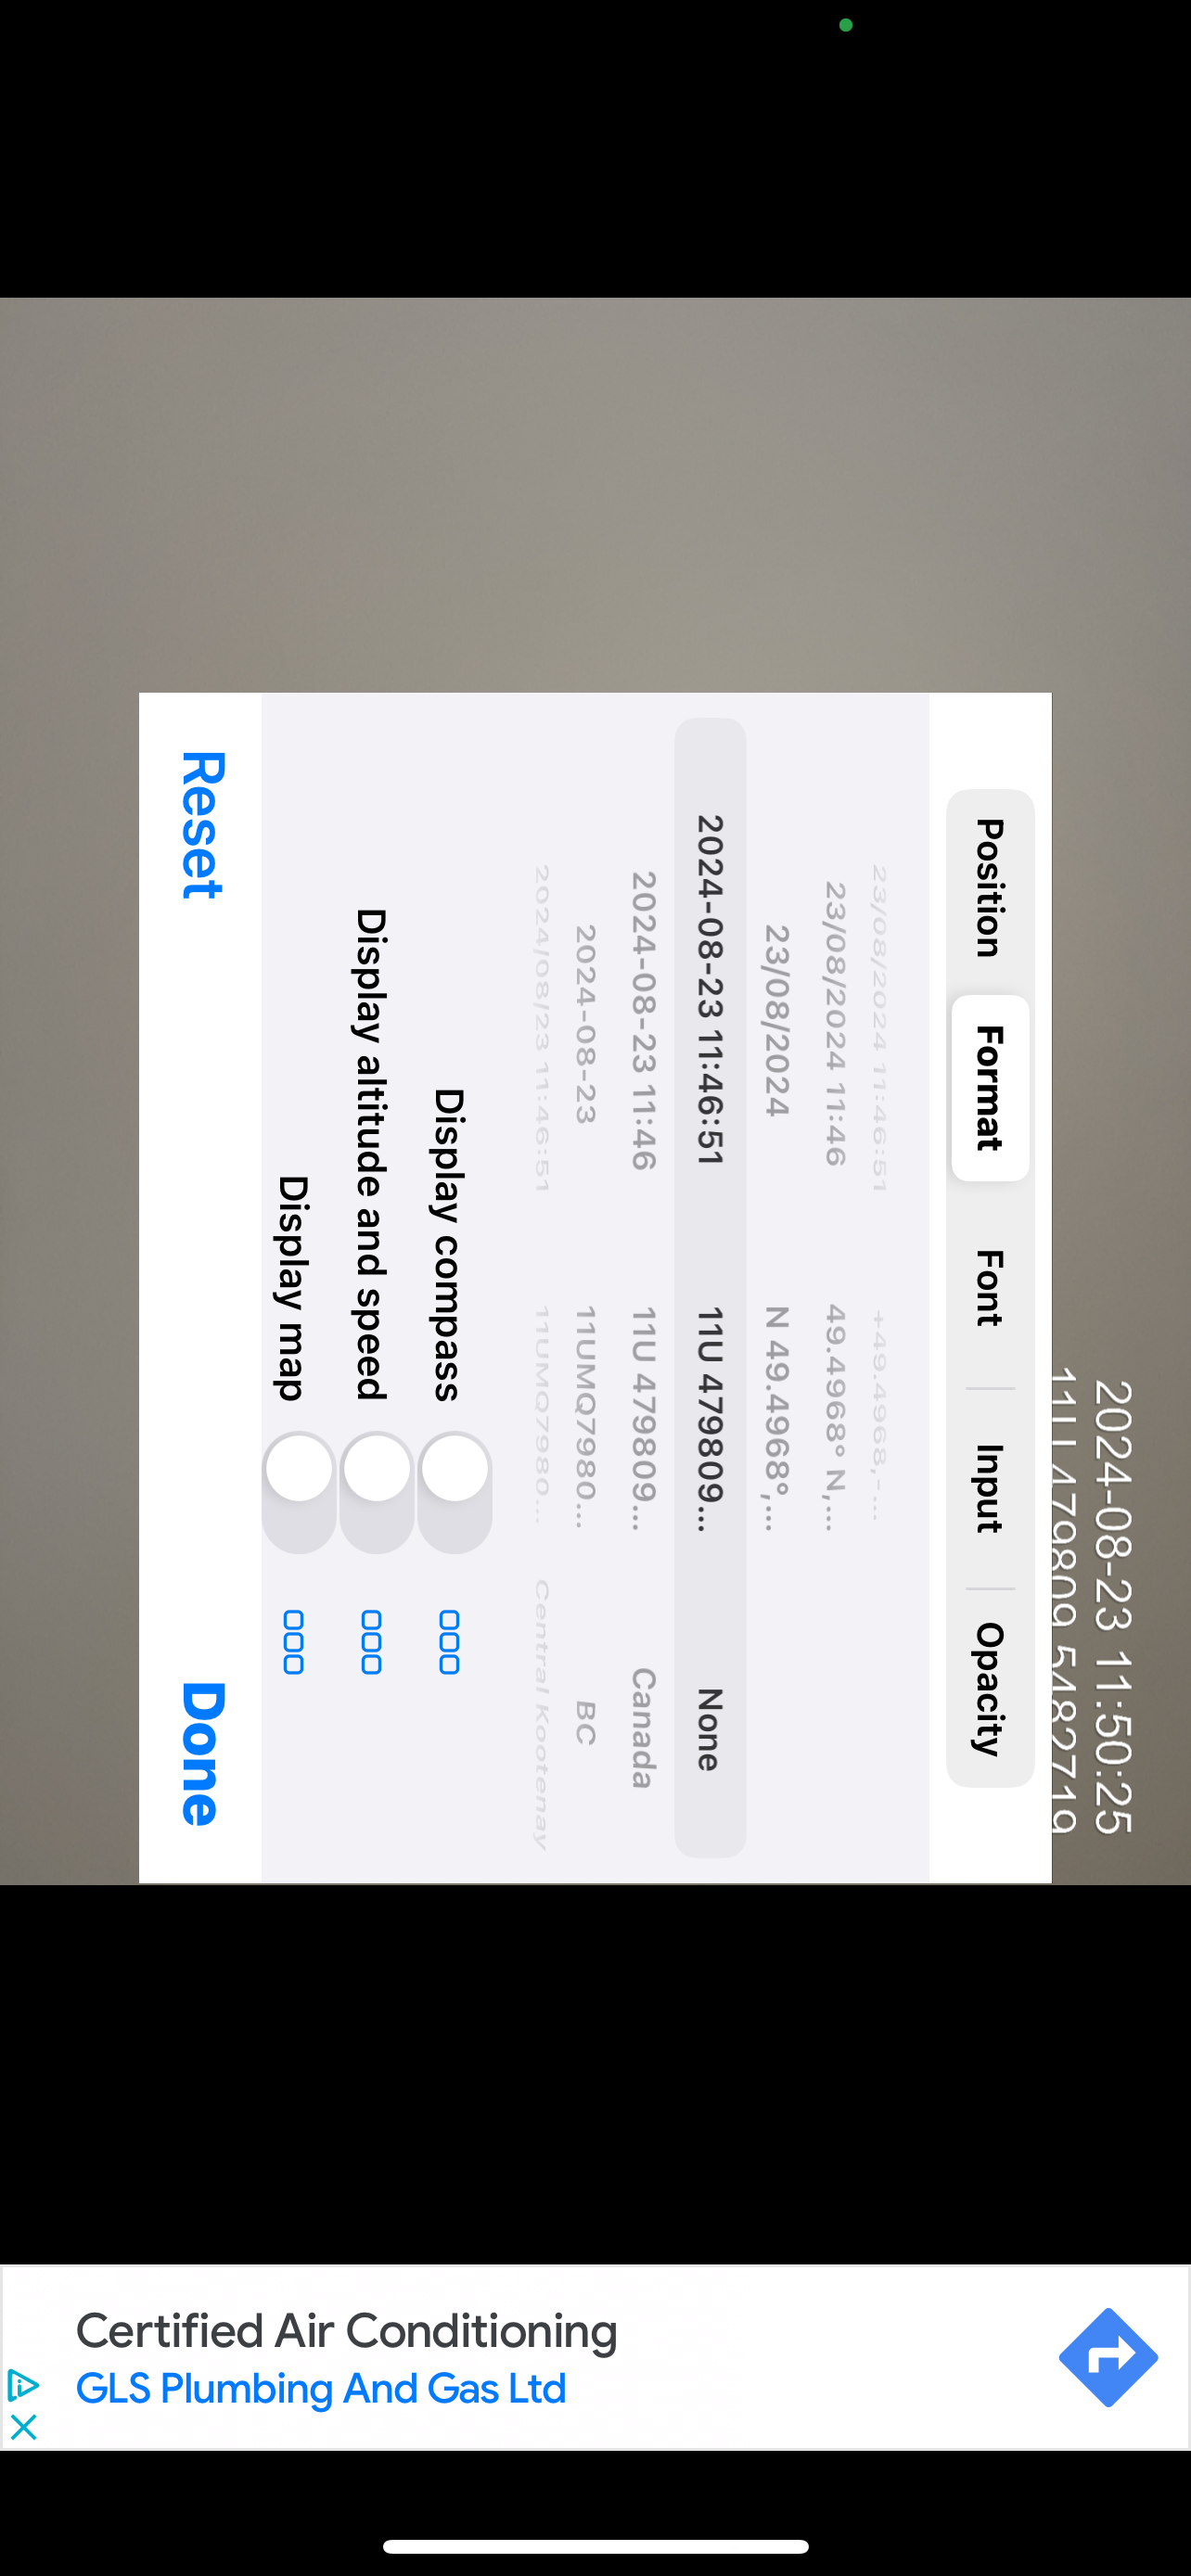 2024-08-23 11:50:25
11U 479809 5482719
Position Format Font Input Opacity
23/08/2024 11:46:51 +49.4968,-...
23/08/2024 11:46 49.4968° N,...
23/08/2024 N 49.4968°,...
2024-08-23 11:46:51 11U 479809... None
2024-08-23 11:46 11U 479809... Canada
2024-08-23 11UMQ7980... BC
2024/08/23 11:46:51 11UMQ7980... Central Kootenay
Display compass
Display altitude and speed
Display map
Reset Done
Certified Air Conditioning
GLS Plumbing And Gas Ltd